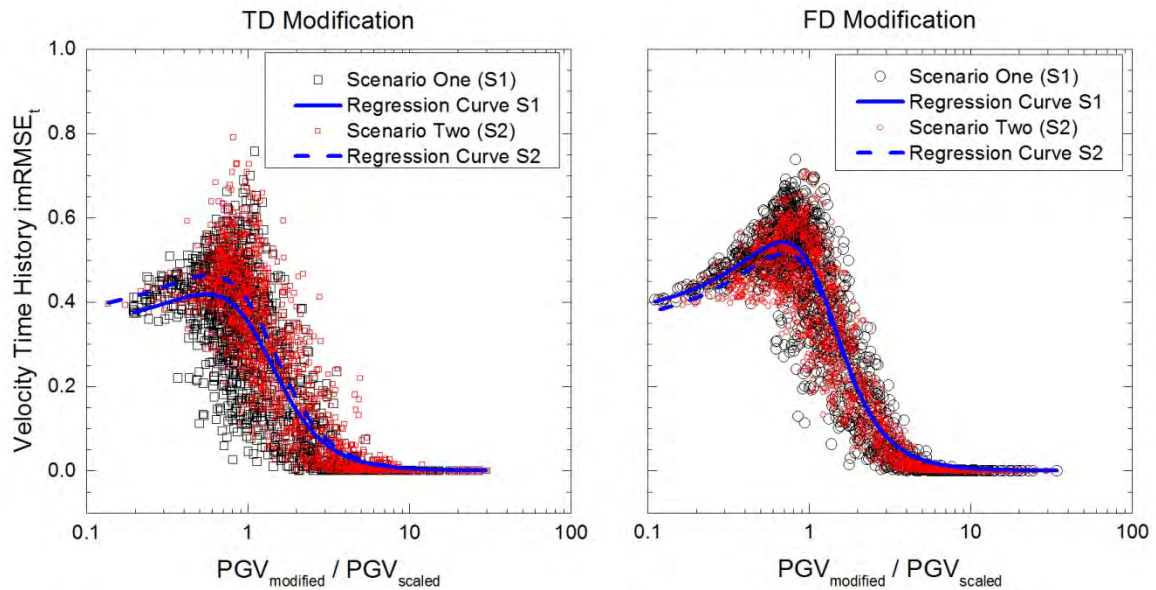 TD Modification
Velocity Time History imRMSE_t
1.0
0.8
0.6
0.4
0.2
0.0
Scenario One (S1)
Regression Curve S1
Scenario Two (S2)
Regression Curve S2
0.1
1
10
100
PGV_modified / PGV_scaled
FD Modification
Scenario One (S1)
Regression Curve S1
Scenario Two (S2)
Regression Curve S2
0.1
1
10
100
PGV_modified / PGV_scaled